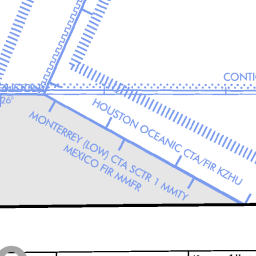 CONTIG
HOUSTON OCEANIC CTA/FIR KZHU
26°
MONTERREY (LOW) CTA SCTR 1 MMTY
MEXICO FIR MMFR